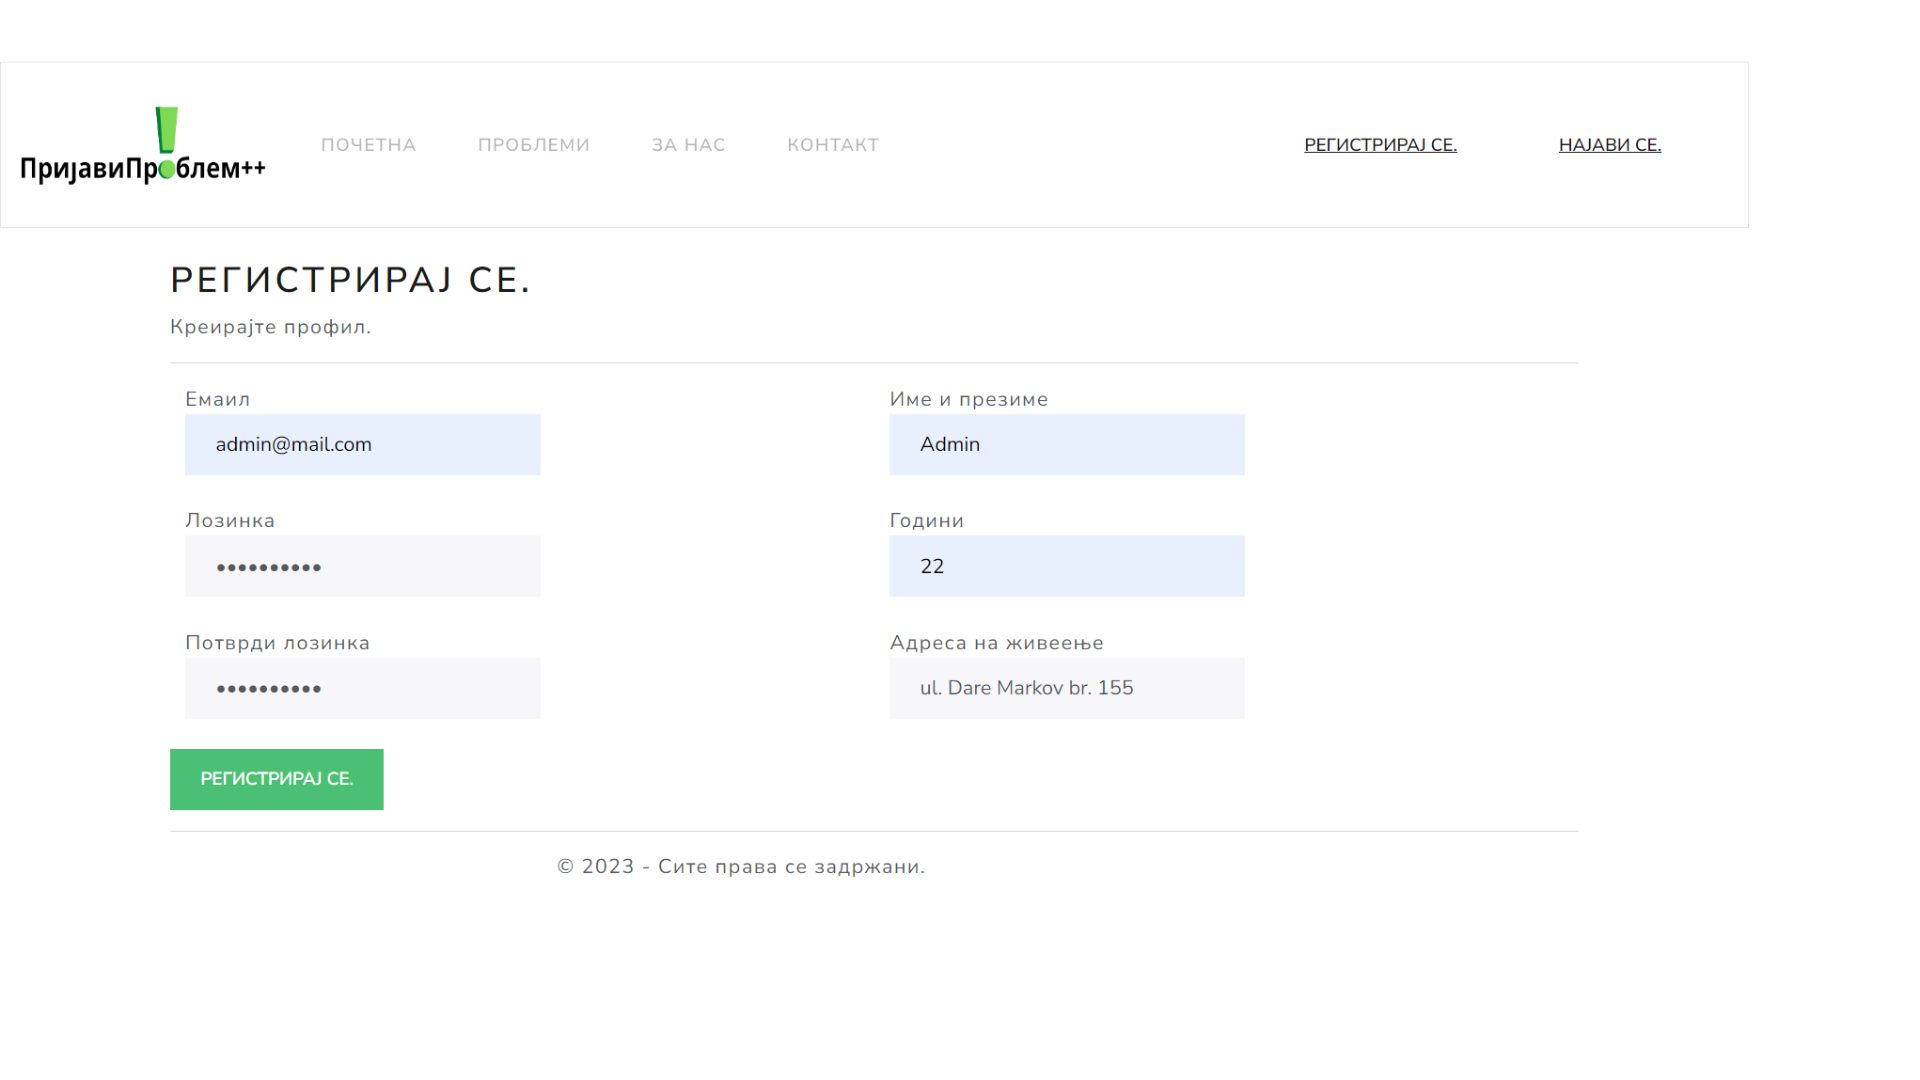 ПријавиПроблем++
ПОЧЕТНА ПРОБЛЕМИ ЗА НАС КОНТАКТ РЕГИСТРИРАЈ СЕ. НАЈАВИ СЕ.
РЕГИСТРИРАЈ СЕ.
Креирајте профил.
Емаил
admin@mail.com
Лозинка
••••••••••
Потврди лозинка
••••••••••
Име и презиме
Admin
Години
22
Адреса на живеење
ul. Dare Markov br. 155
РЕГИСТРИРАЈ СЕ.
© 2023 - Сите права се задржани.